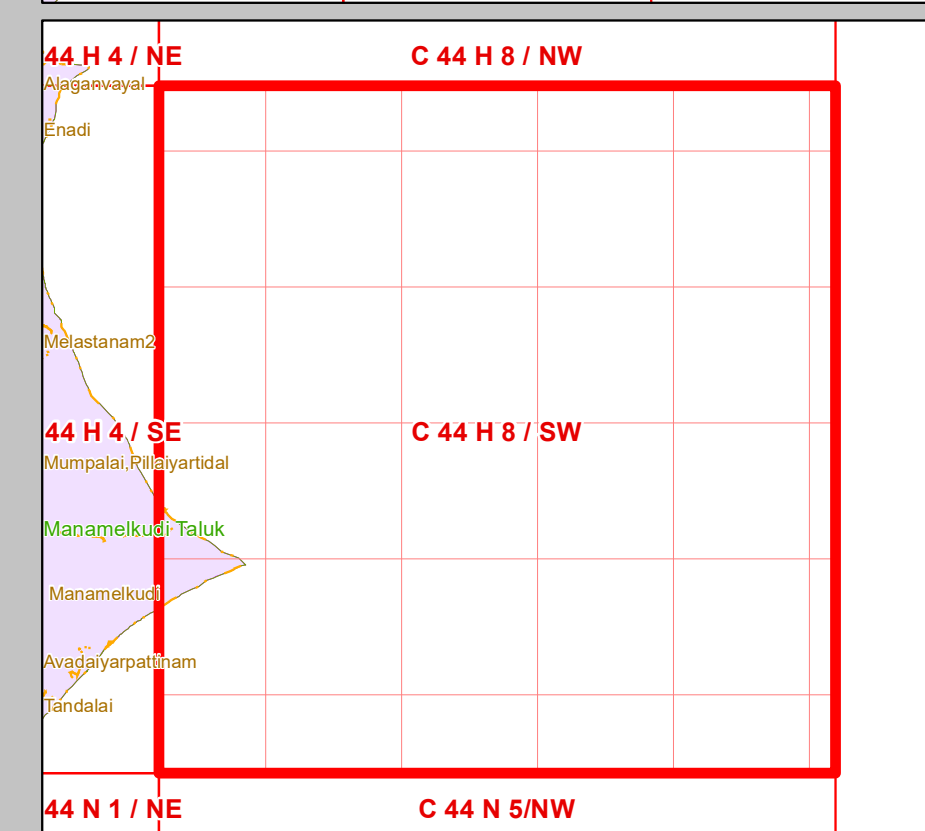 44 H 4 / NE
C 44 H 8 / NW
Alaganvayal
Enadi
Melastanam2
44 H 4 / SE
C 44 H 8 / SW
Mumpalai,Pillaiyartidal
Manamelkudi Taluk
Manamelkudi
Avadaiyarpattinam
Tandalai
44 N 1 / NE
C 44 N 5/NW